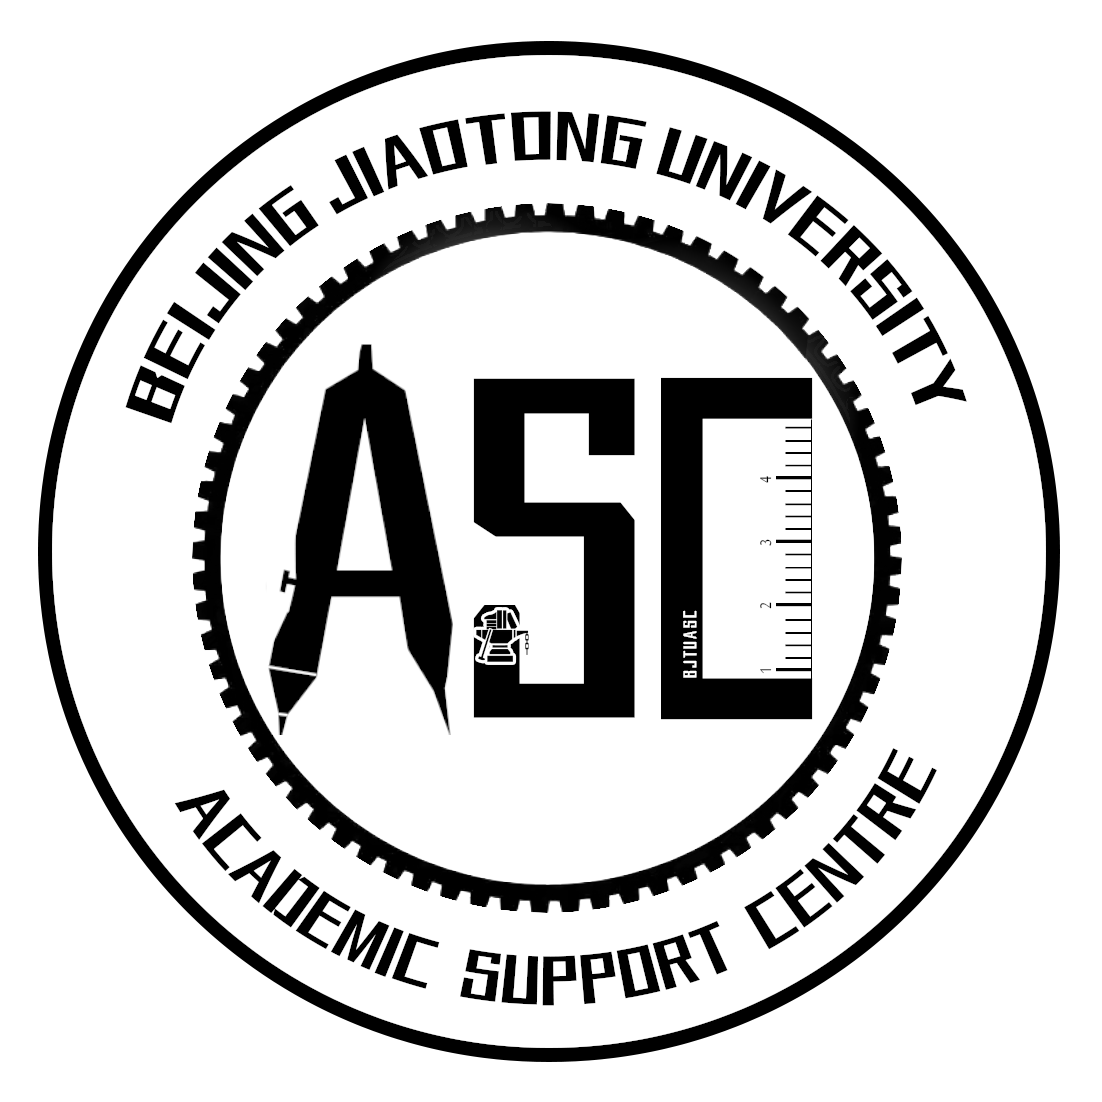 BEIJING JIAOTONG UNIVERSITY
ASC
4
3
2
1
BJTUASC
ACADEMIC SUPPORT CENTRE